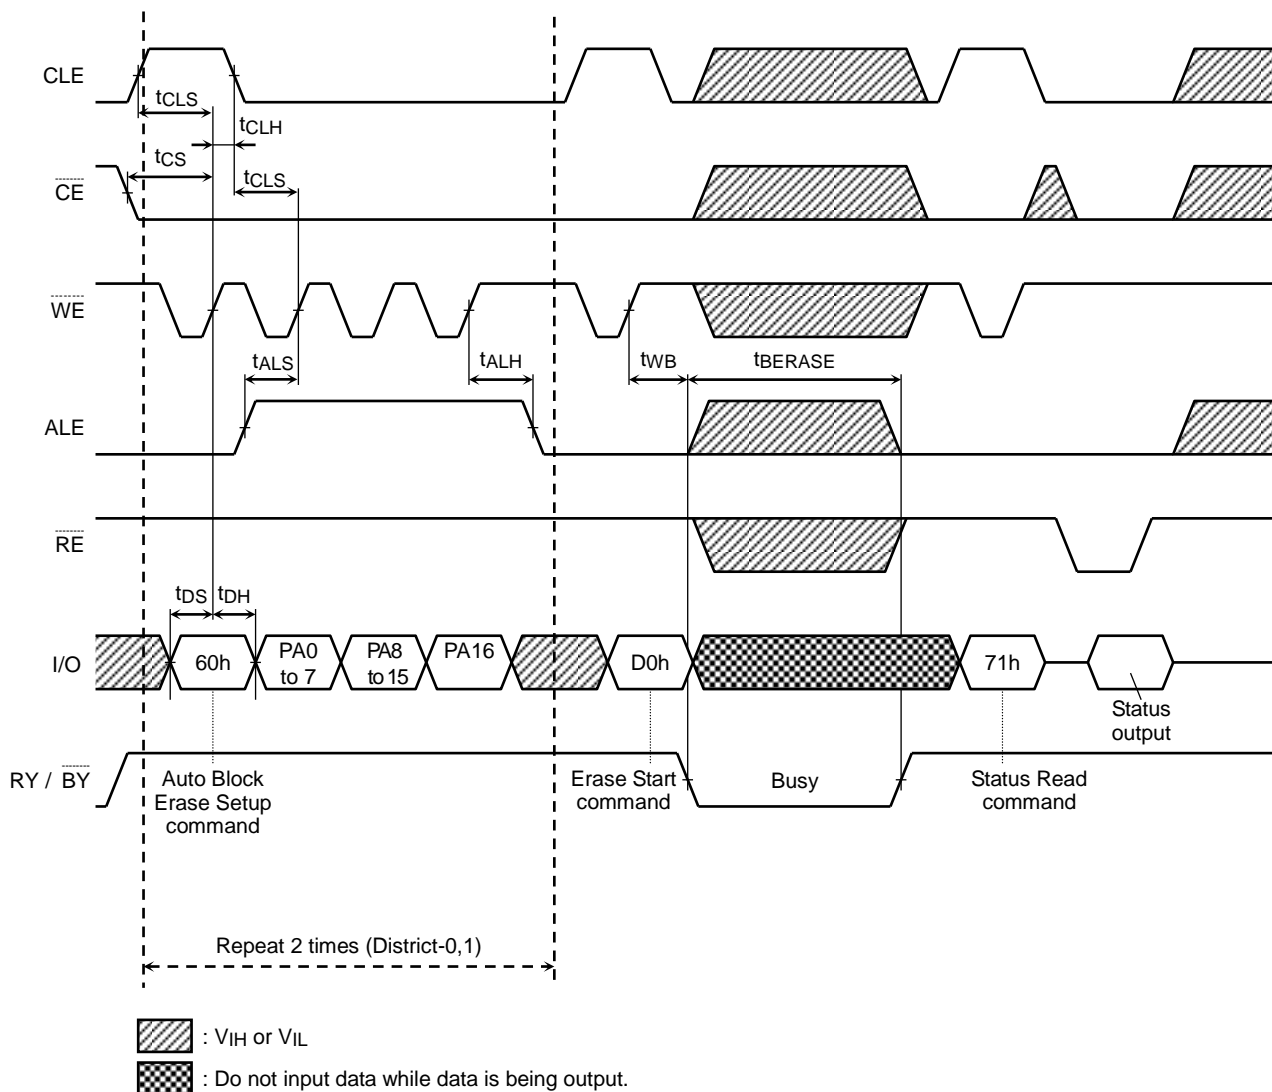 CLE
tCLS
tCLH
tCS
tCLS
CE
WE
tALS
tALH
tWB
tBERASE
ALE
RE
tDS
tDH
I/O
60h
PA0
to 7
PA8
to 15
PA16
D0h
71h
Status
output
RY / BY
Auto Block
Erase Setup
command
Erase Start
command
Busy
Status Read
command
Repeat 2 times (District-0,1)
: VIH or VIL
: Do not input data while data is being output.